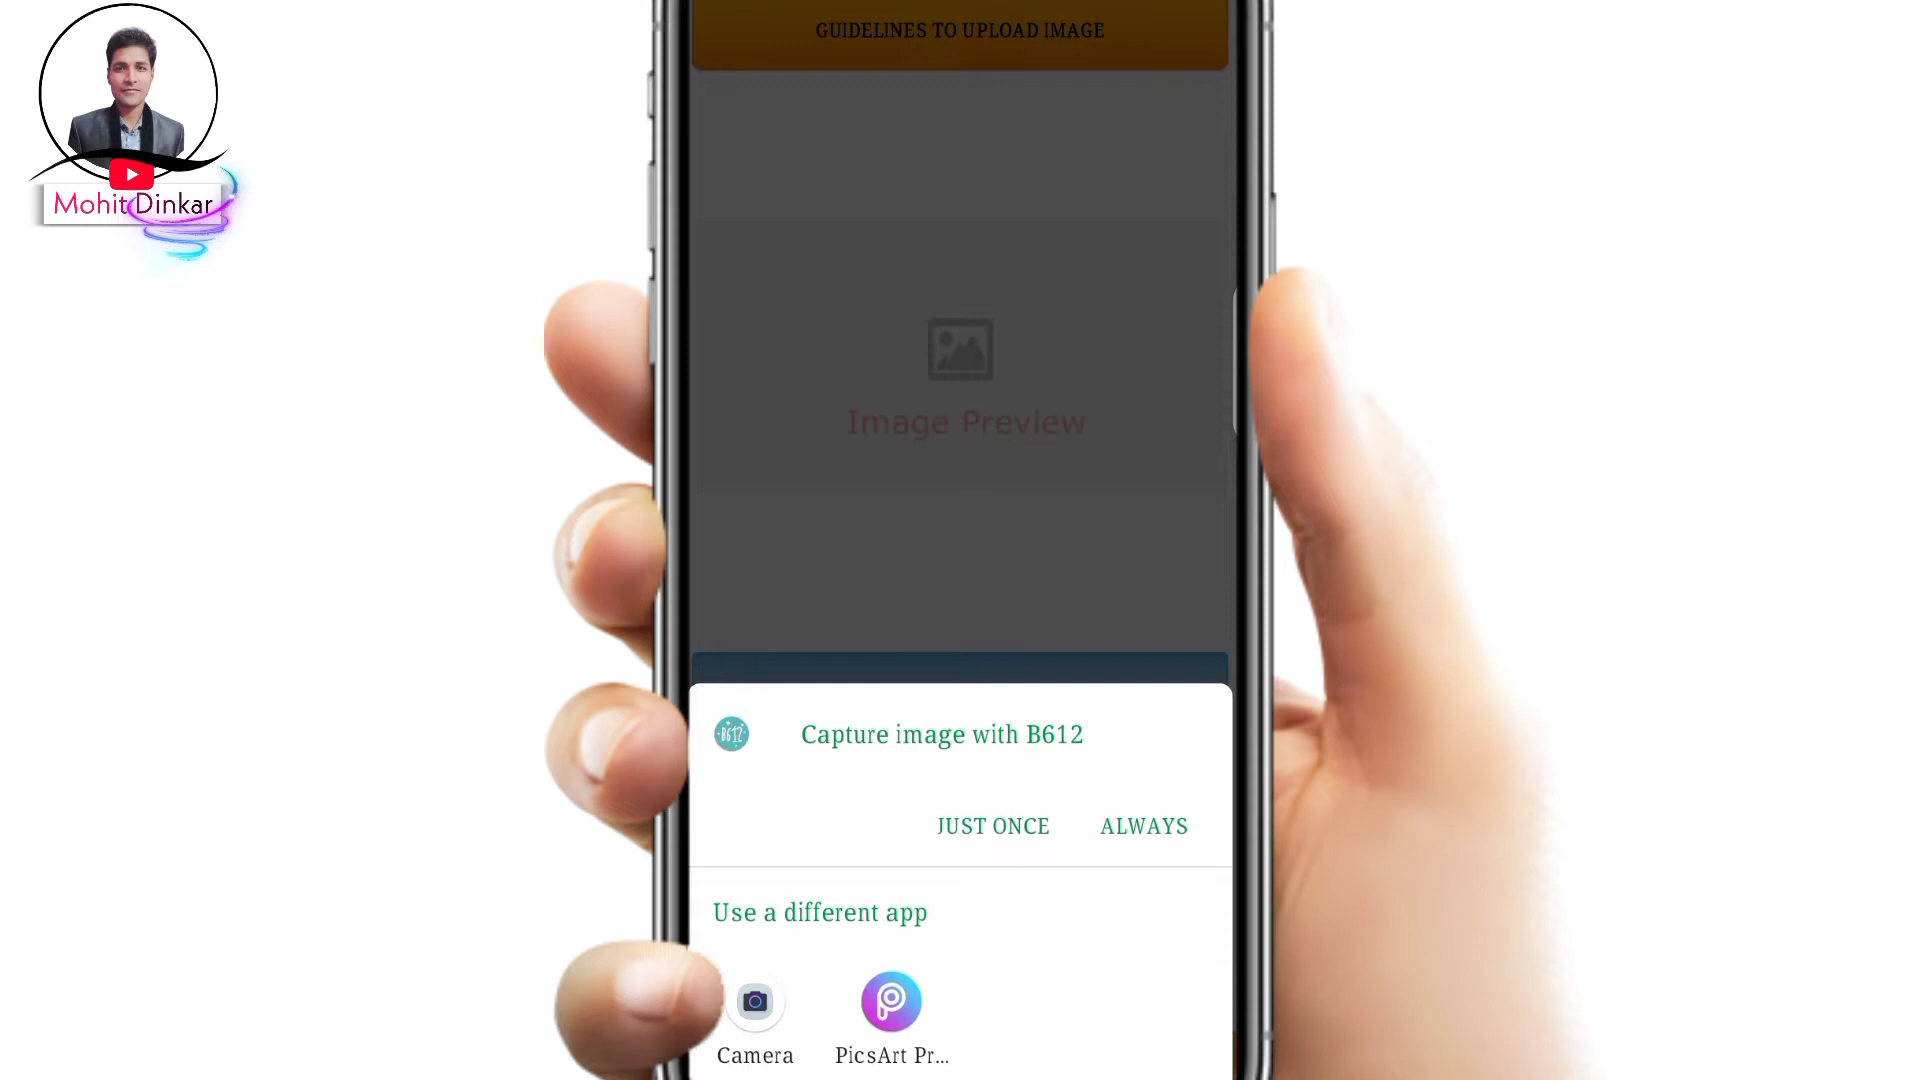 Mohit Dinkar
GUIDELINES TO UPLOAD IMAGE
Image Preview
B612
Capture image with B612
JUST ONCE
ALWAYS
Use a different app
Camera
PicsArt Pr...